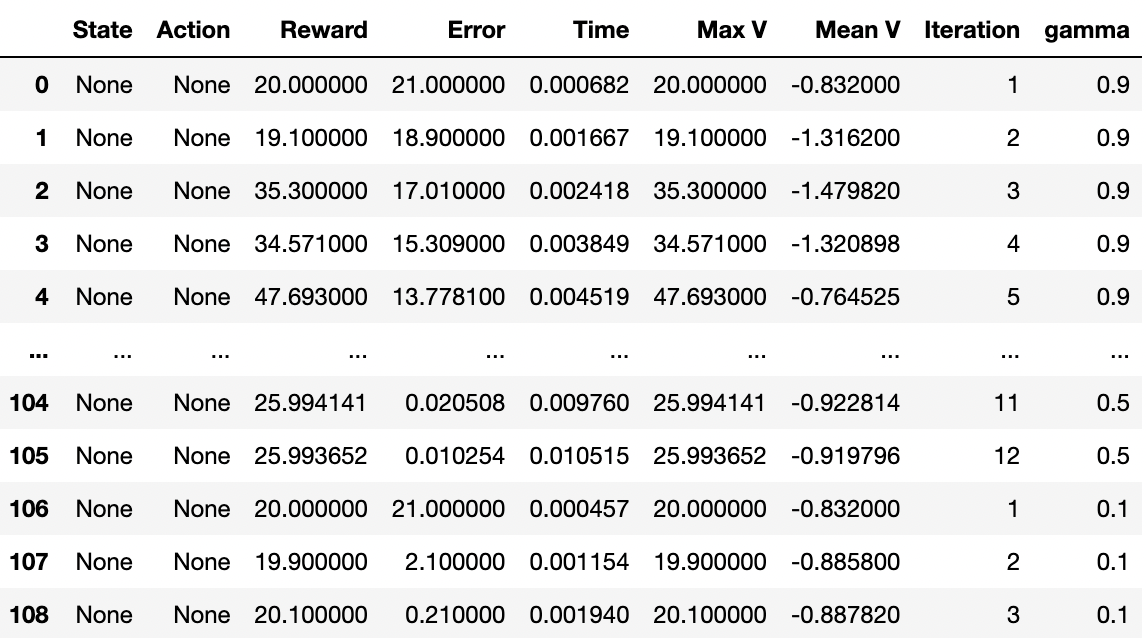 State Action Reward Error Time Max V Mean V Iteration gamma
0 None None 20.000000 21.000000 0.000682 20.000000 -0.832000 1 0.9
1 None None 19.100000 18.900000 0.001667 19.100000 -1.316200 2 0.9
2 None None 35.300000 17.010000 0.002418 35.300000 -1.479820 3 0.9
3 None None 34.571000 15.309000 0.003849 34.571000 -1.320898 4 0.9
4 None None 47.693000 13.778100 0.004519 47.693000 -0.764525 5 0.9
... ... ... ... ... ... ... ... ... ...
104 None None 25.994141 0.020508 0.009760 25.994141 -0.922814 11 0.5
105 None None 25.993652 0.010254 0.010515 25.993652 -0.919796 12 0.5
106 None None 20.000000 21.000000 0.000457 20.000000 -0.832000 1 0.1
107 None None 19.900000 2.100000 0.001154 19.900000 -0.885800 2 0.1
108 None None 20.100000 0.210000 0.001940 20.100000 -0.887820 3 0.1